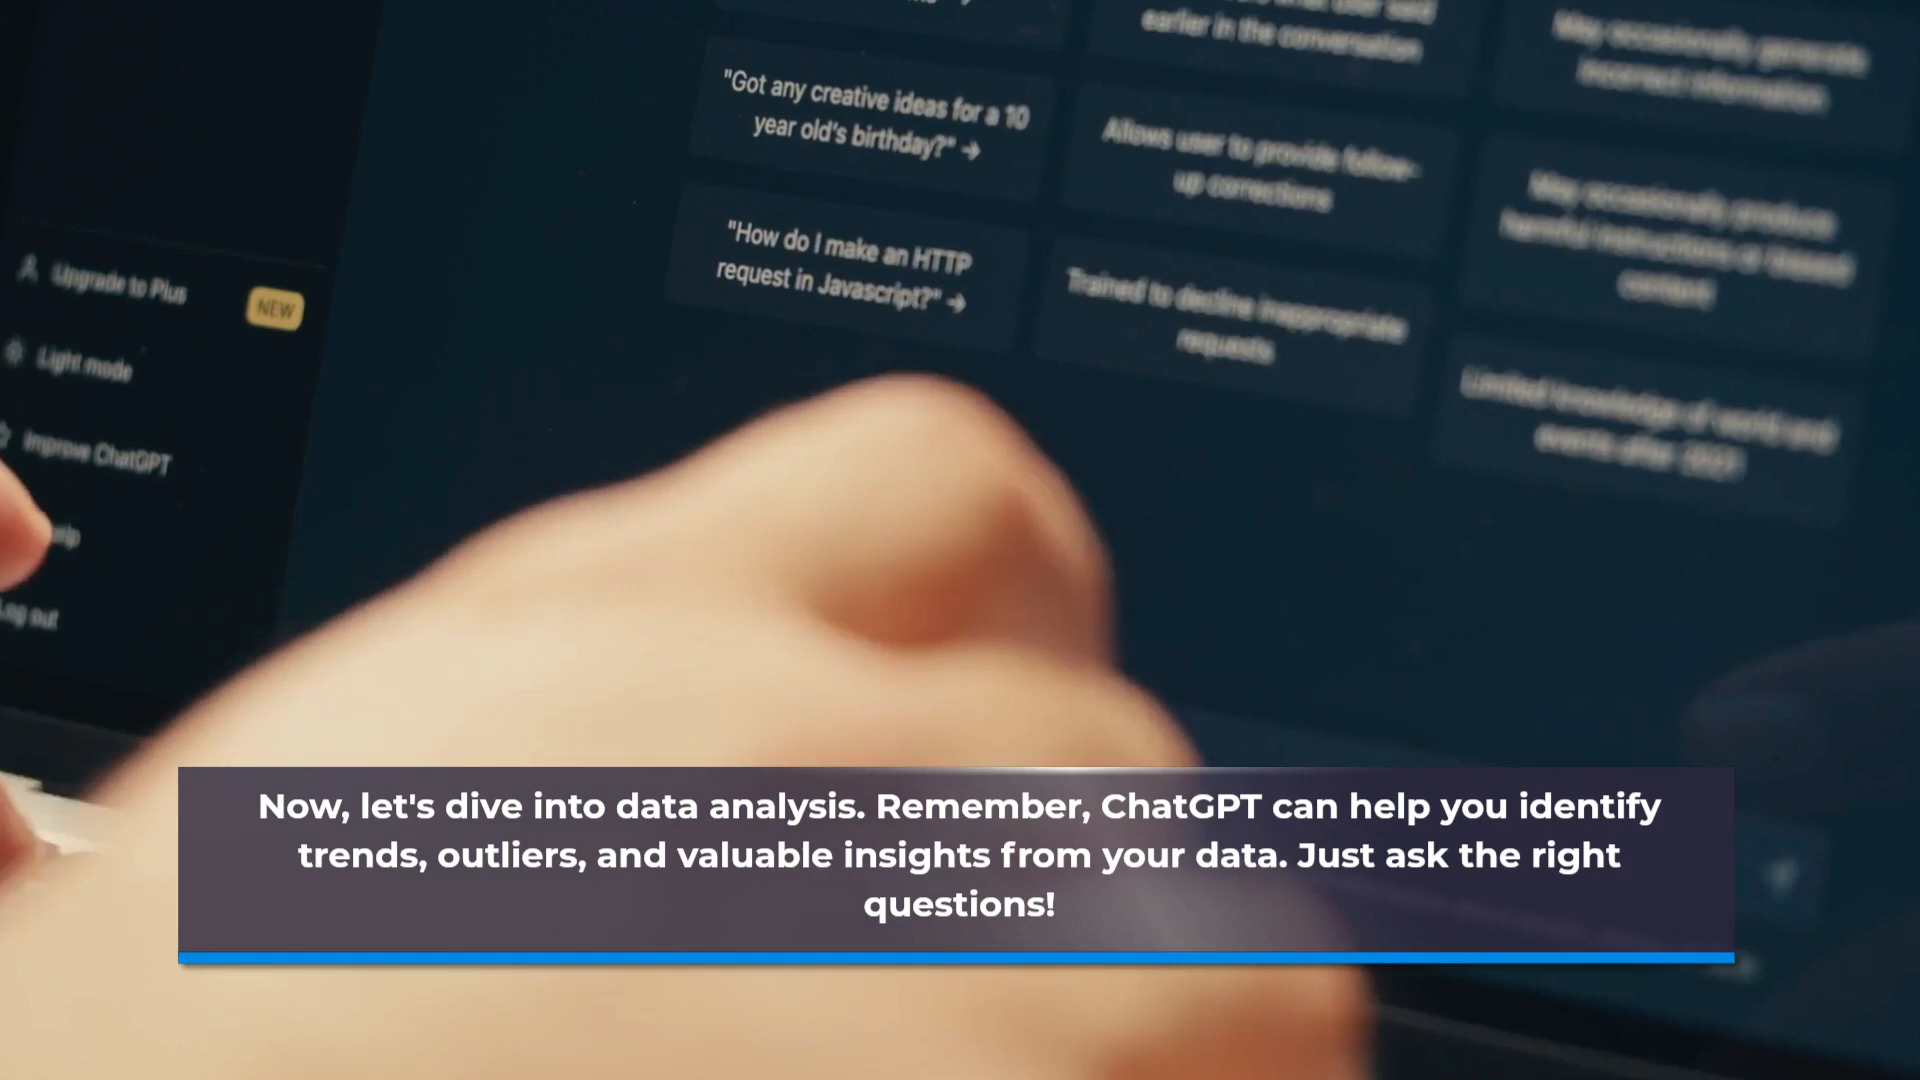 earlier in the conversation
May occasionally generate
incorrect information
"Got any creative ideas for a 10
year old's birthday?" →
Allows user to provide follow-
up corrections
May occasionally produce
harmful instructions or biased
content
"How do I make an HTTP
request in Javascript?" →
Trained to decline inappropriate
requests
Limited knowledge of world and
events after 2021
Upgrade to Plus
NEW
Light mode
Improve ChatGPT
Log out
Now, let's dive into data analysis. Remember, ChatGPT can help you identify
trends, outliers, and valuable insights from your data. Just ask the right
questions!